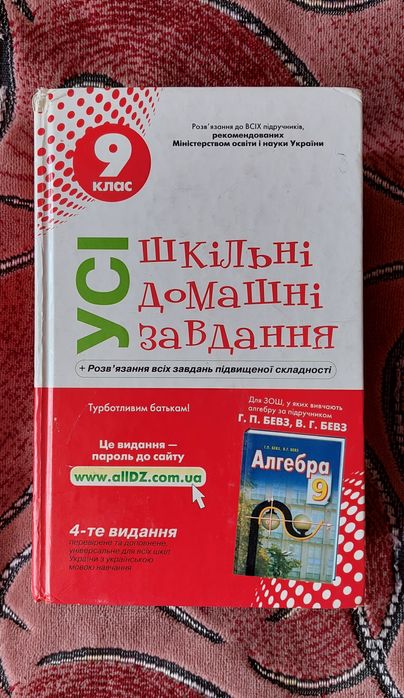 9
клас
Розв'язання до ВСІХ підручників,
рекомендованих
Міністерством освіти і науки України
УСІ
ШКІЛЬНІ
ДОМАШНІ
ЗАВДАННЯ
+ Розв'язання всіх завдань підвищеної складності
Турботливим батькам!
Це видання —
пароль до сайту
www.allDZ.com.ua
4-те видання
перевірене та доповнене,
універсальне для всіх шкіл
України з українською
мовою навчання
Для ЗОШ, у яких вивчають
алгебру за підручником
Г. П. БЕВЗ, В. Г. БЕВЗ
Г.П. БЕВЗ, В.Г. БЕВЗ
Алгебра
9